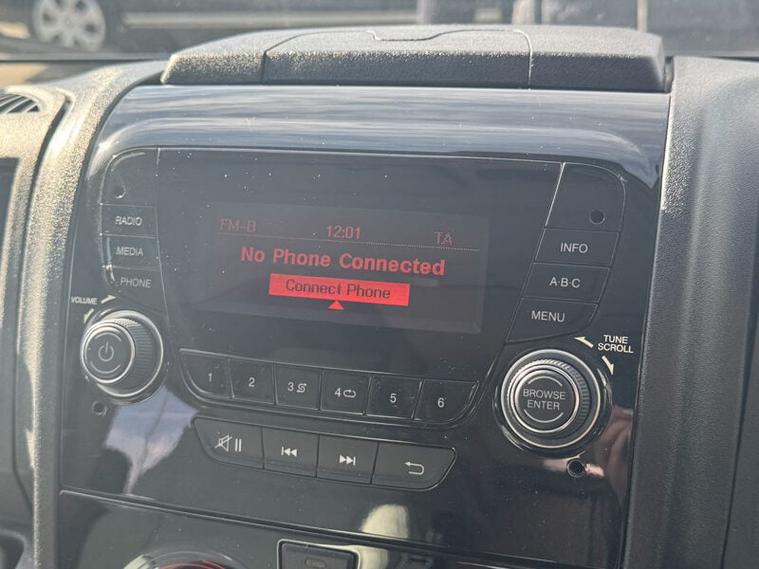 RADIO
MEDIA
PHONE
FM-B 12:01 TA
No Phone Connected
Connect Phone
INFO
A·B·C
MENU
VOLUME
TUNE
SCROLL
BROWSE
ENTER
1 2 3 4 5 6